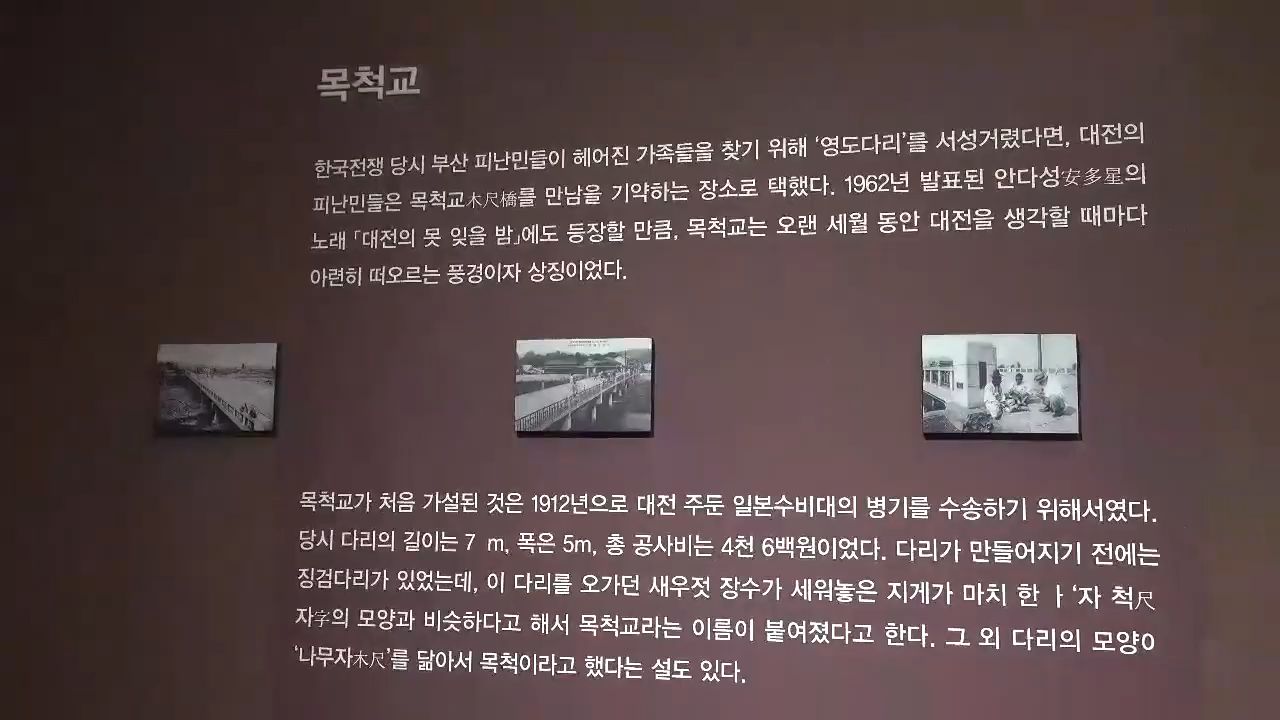 목척교
한국전쟁 당시 부산 피난민들이 헤어진 가족들을 찾기 위해 ‘영도다리’를 서성거렸다면, 대전의
피난민들은 목척교木尺橋를 만남을 기약하는 장소로 택했다. 1962년 발표된 안다성安多星의
노래 「대전의 못 잊을 밤」에도 등장할 만큼, 목척교는 오랜 세월 동안 대전을 생각할 때마다
아련히 떠오르는 풍경이자 상징이었다.
목척교가 처음 가설된 것은 1912년으로 대전 주둔 일본수비대의 병기를 수송하기 위해서였다.
당시 다리의 길이는 7 m, 폭은 5m, 총 공사비는 4천 6백원이었다. 다리가 만들어지기 전에는
징검다리가 있었는데, 이 다리를 오가던 새우젓 장수가 세워놓은 지게가 마치 한 ㅏ ‘자 척尺
자字의 모양과 비슷하다고 해서 목척교라는 이름이 붙여졌다고 한다. 그 외 다리의 모양ㅇ
‘나무자木尺’를 닮아서 목척이라고 했다는 설도 있다.